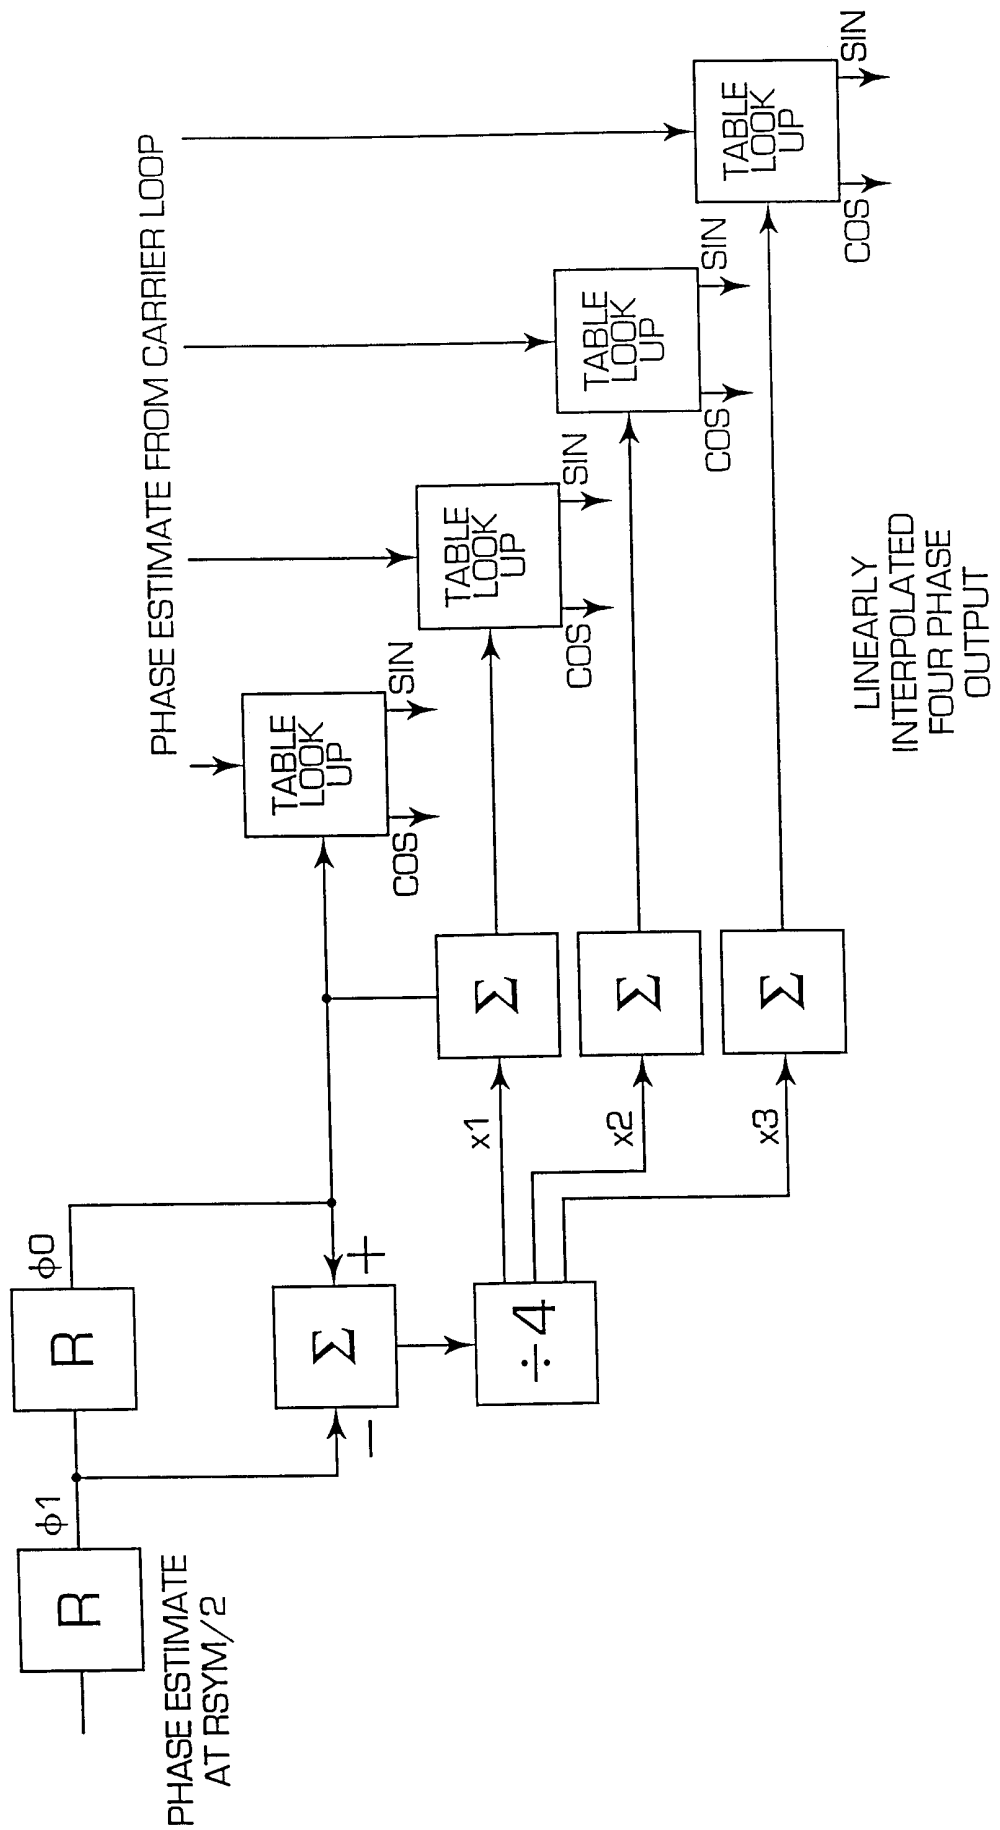 PHASE ESTIMATE FROM CARRIER LOOP
R
ϕ1
R
ϕ0
PHASE ESTIMATE
AT RSYM/2
−
Σ
+
÷4
x1
x2
x3
Σ
Σ
Σ
TABLE
LOOK
UP
COS
SIN
TABLE
LOOK
UP
COS
SIN
TABLE
LOOK
UP
COS
SIN
TABLE
LOOK
UP
COS
SIN
LINEARLY
INTERPOLATED
FOUR PHASE
OUTPUT